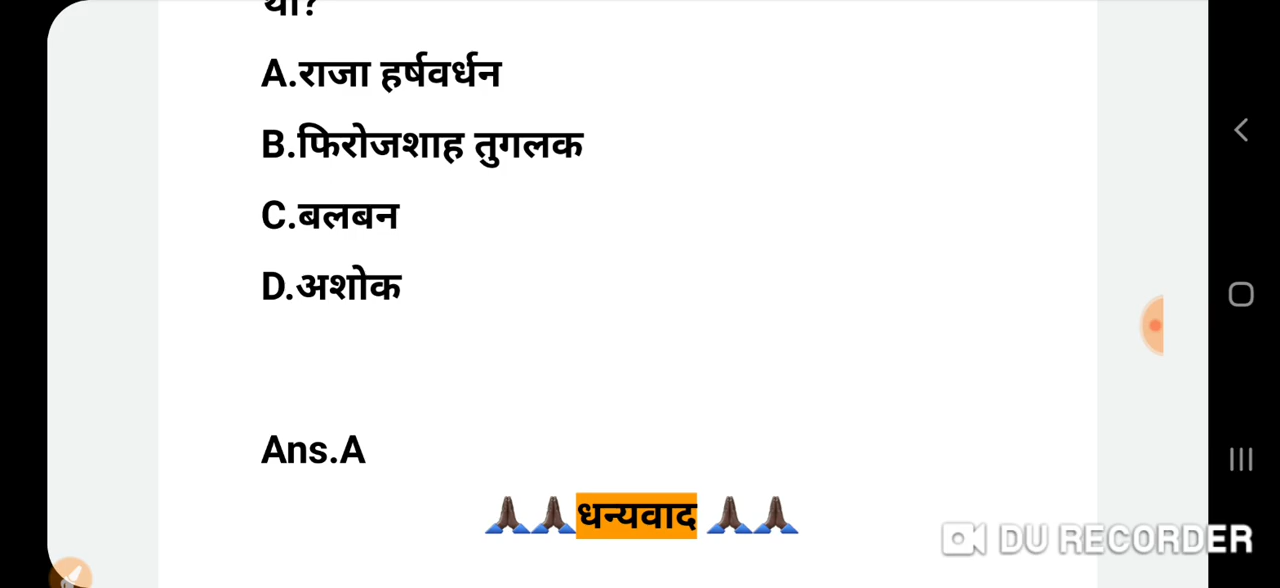 था?
A.राजा हर्षवर्धन
B.फिरोजशाह तुगलक
C.बलबन
D.अशोक
Ans.A
🙏🏿🙏🏿धन्यवाद 🙏🏿🙏🏿
DU RECORDER